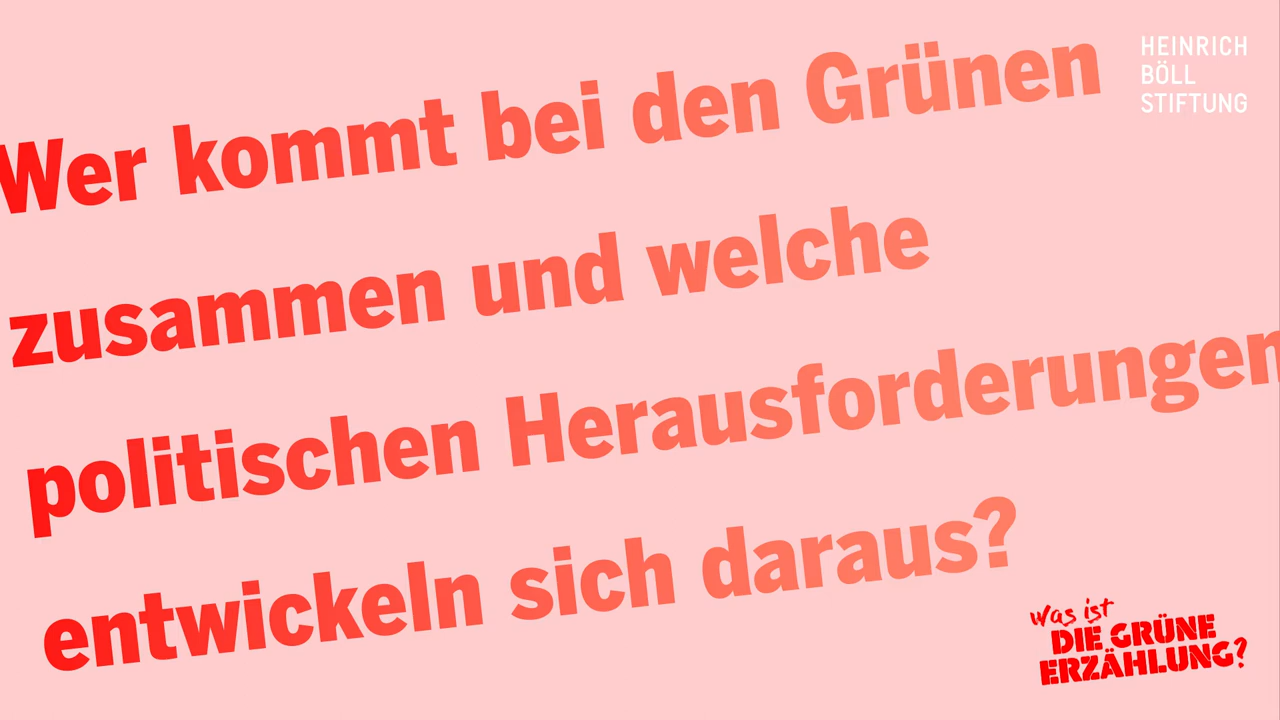 Wer kommt bei den Grünen
zusammen und welche
politischen Herausforderungen
entwickeln sich daraus?
HEINRICH
BÖLL
STIFTUNG
Was ist
DIE GRÜNE
ERZÄHLUNG?